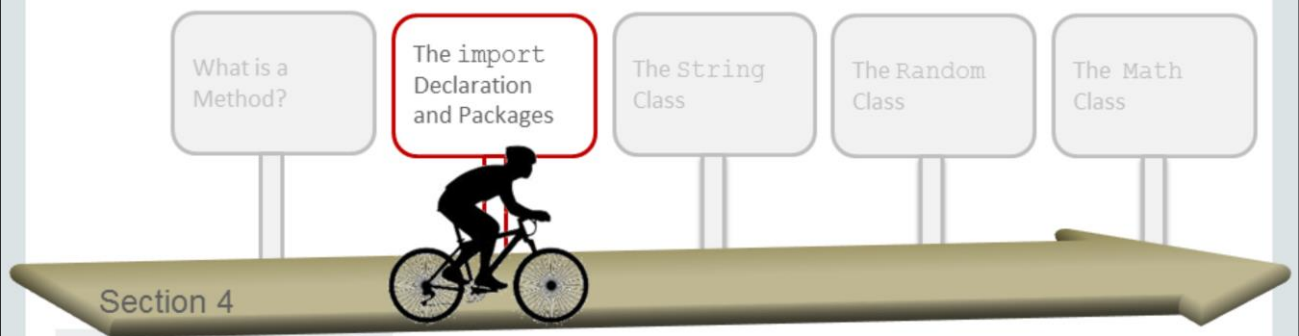 What is a
Method?
The import
Declaration
and Packages
The String
Class
The Random
Class
The Math
Class
Section 4